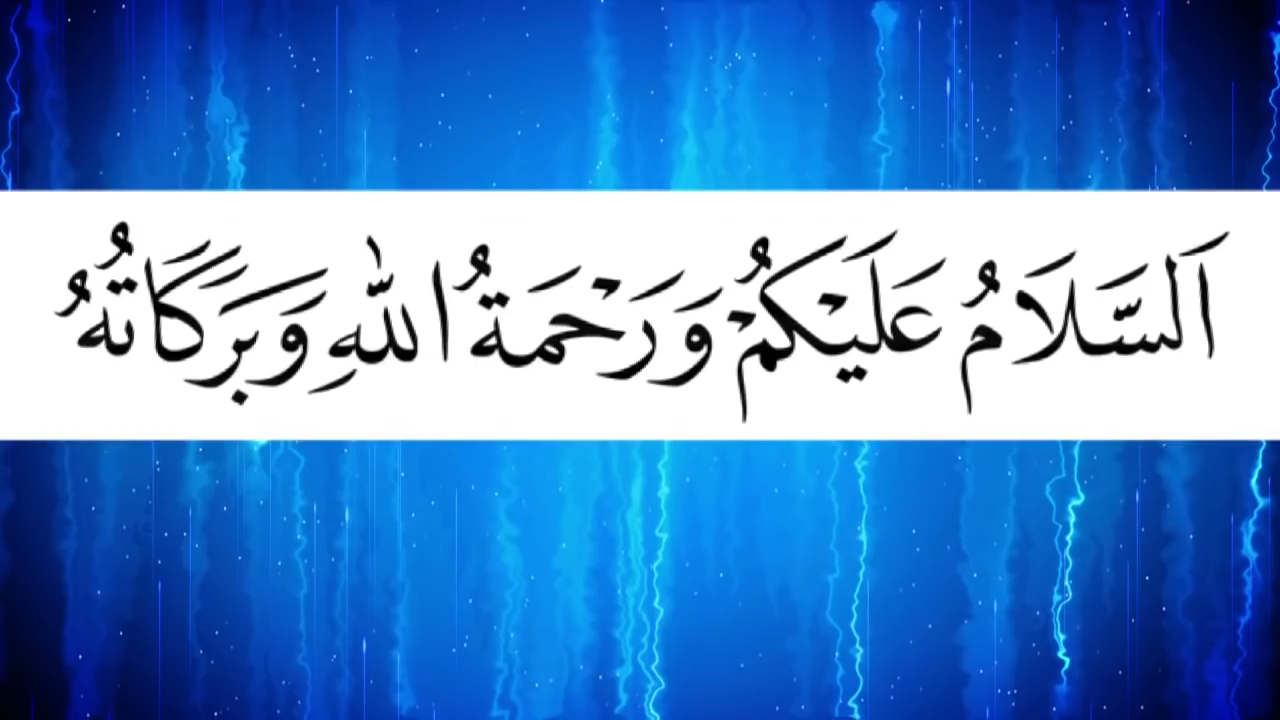 اَلسَّلَامُ عَلَيْكُمْ وَرَحْمَةُ اللهِ وَبَرَكَاتُهُ